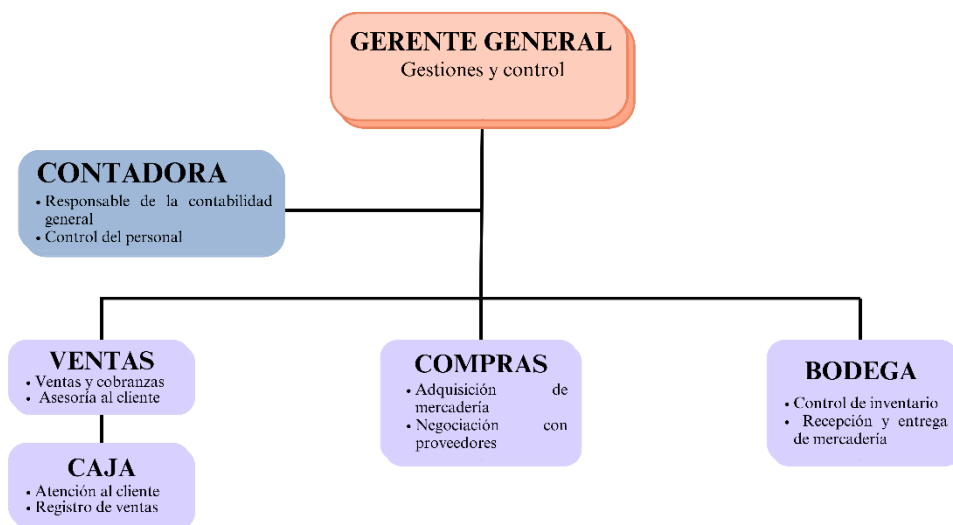 GERENTE GENERAL
Gestiones y control
CONTADORA
• Responsable de la contabilidad
general
• Control del personal
VENTAS
• Ventas y cobranzas
• Asesoría al cliente
CAJA
• Atención al cliente
• Registro de ventas
COMPRAS
• Adquisición de
mercadería
• Negociación con
proveedores
BODEGA
• Control de inventario
• Recepción y entrega
de mercadería